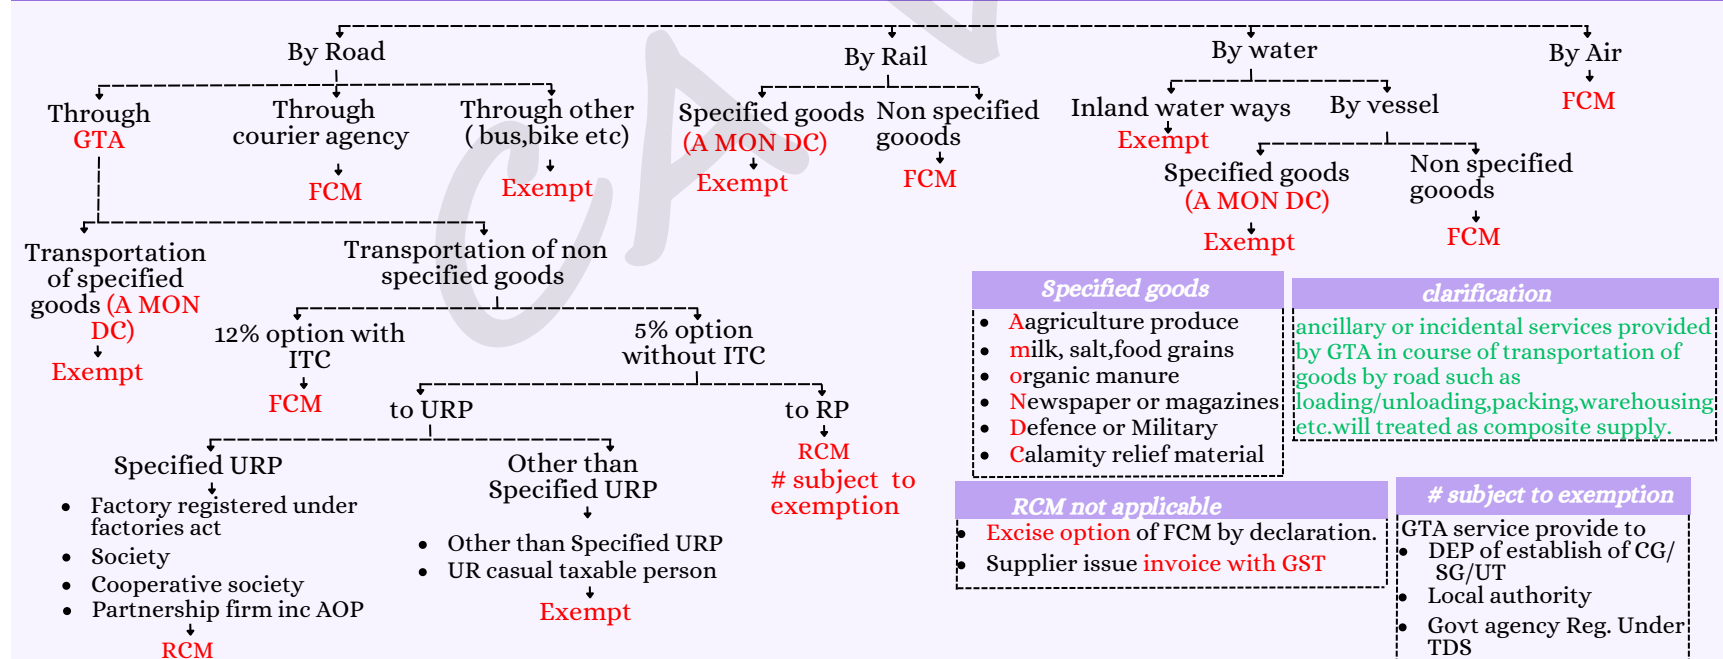 By Road
By Rail
By water
By Air
Through
GTA
Through
courier agency
Through other
( bus,bike etc)
Specified goods
(A MON DC)
Non specified
gooods
Inland water ways
By vessel
FCM
FCM
Exempt
Exempt
FCM
Exempt
Specified goods
(A MON DC)
Non specified
gooods
Exempt
FCM
Transportation
of specified
goods (A MON
DC)
Exempt
Transportation of non
specified goods
12% option with
ITC
FCM
5% option
without ITC
to URP
to RP
RCM
# subject to
exemption
Specified URP
• Factory registered under
factories act
• Society
• Cooperative society
• Partnership firm inc AOP
RCM
Other than
Specified URP
• Other than Specified URP
• UR casual taxable person
Exempt
Specified goods
• Aagriculture produce
• milk, salt,food grains
• organic manure
• Newspaper or magazines
• Defence or Military
• Calamity relief material
clarification
ancillary or incidental services provided
by GTA in course of transportation of
goods by road such as
loading/unloading,packing,warehousing
etc.will treated as composite supply.
RCM not applicable
• Excise option of FCM by declaration.
• Supplier issue invoice with GST
# subject to exemption
GTA service provide to
• DEP of establish of CG/
SG/UT
• Local authority
• Govt agency Reg. Under
TDS